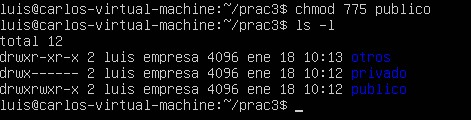 luis@carlos-virtual-machine:~/prac3$ chmod 775 publico
luis@carlos-virtual-machine:~/prac3$ ls -l
total 12
drwxr-xr-x 2 luis empresa 4096 ene 18 10:13 otros
drwx------ 2 luis empresa 4096 ene 18 10:12 privado
drwxrwxr-x 2 luis empresa 4096 ene 18 10:12 publico
luis@carlos-virtual-machine:~/prac3$ _